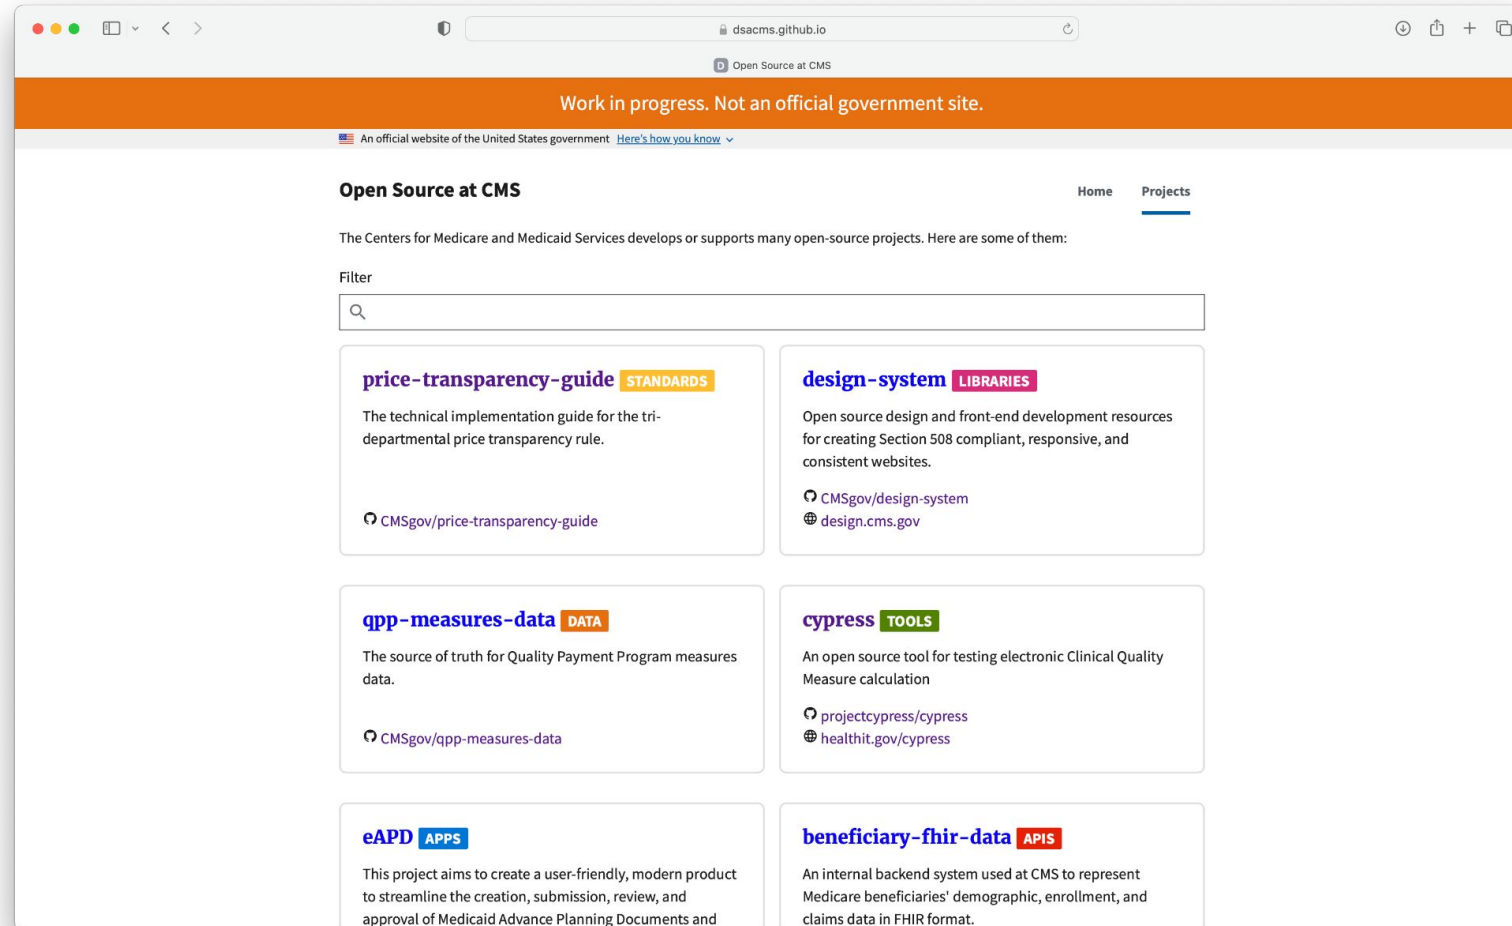 dsacms.github.io
D Open Source at CMS
Work in progress. Not an official government site.
An official website of the United States government Here's how you know
Open Source at CMS
Home Projects
The Centers for Medicare and Medicaid Services develops or supports many open-source projects. Here are some of them:
Filter
price-transparency-guide STANDARDS
The technical implementation guide for the tri-
departmental price transparency rule.
CMSgov/price-transparency-guide
design-system LIBRARIES
Open source design and front-end development resources
for creating Section 508 compliant, responsive, and
consistent websites.
CMSgov/design-system
design.cms.gov
qpp-measures-data DATA
The source of truth for Quality Payment Program measures
data.
CMSgov/qpp-measures-data
cypress TOOLS
An open source tool for testing electronic Clinical Quality
Measure calculation
projectcypress/cypress
healthit.gov/cypress
eAPD APPS
This project aims to create a user-friendly, modern product
to streamline the creation, submission, review, and
approval of Medicaid Advance Planning Documents and
beneficiary-fhir-data APIS
An internal backend system used at CMS to represent
Medicare beneficiaries' demographic, enrollment, and
claims data in FHIR format.